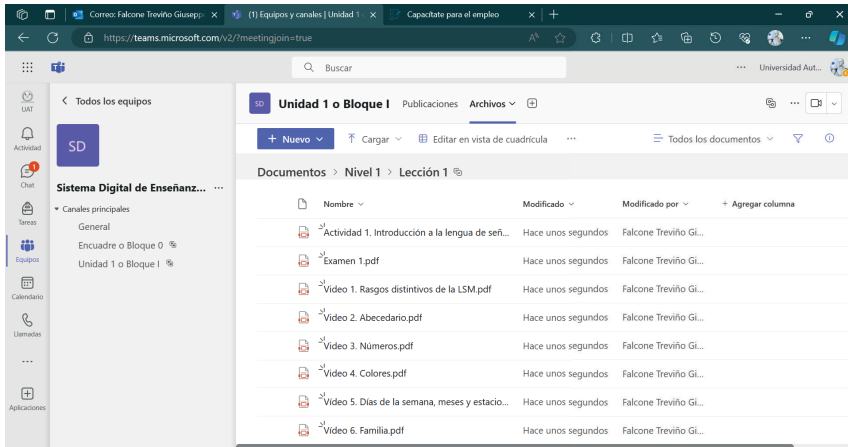 Correo: Falcone Treviño Giusepp
(1) Equipos y canales | Unidad 1
Capacítate para el empleo
https://teams.microsoft.com/v2/?meetingjoin=true
Buscar
Universidad Aut...
UAT
Actividad
Chat
1
Tareas
Equipos
Calendario
Llamadas
Aplicaciones
Todos los equipos
SD
Sistema Digital de Enseñanz... ...
Canales principales
General
Encuadre o Bloque 0
Unidad 1 o Bloque I
SD Unidad 1 o Bloque I Publicaciones Archivos
+ Nuevo Cargar Editar en vista de cuadrícula ... Todos los documentos
Documentos > Nivel 1 > Lección 1
Nombre Modificado Modificado por + Agregar columna
Actividad 1. Introducción a la lengua de señ... Hace unos segundos Falcone Treviño Gi...
Examen 1.pdf Hace unos segundos Falcone Treviño Gi...
Video 1. Rasgos distintivos de la LSM.pdf Hace unos segundos Falcone Treviño Gi...
Video 2. Abecedario.pdf Hace unos segundos Falcone Treviño Gi...
Video 3. Números.pdf Hace unos segundos Falcone Treviño Gi...
Video 4. Colores.pdf Hace unos segundos Falcone Treviño Gi...
Video 5. Días de la semana, meses y estacio... Hace unos segundos Falcone Treviño Gi...
Video 6. Familia.pdf Hace unos segundos Falcone Treviño Gi...